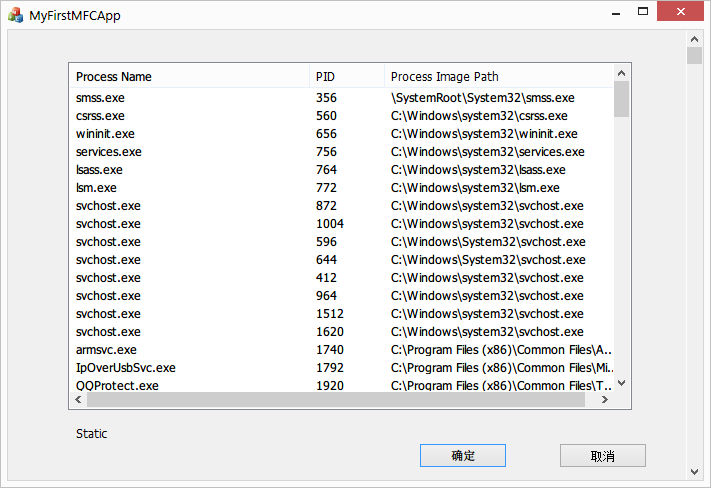 MyFirstMFCApp
Process Name PID Process Image Path
smss.exe 356 \SystemRoot\System32\smss.exe
csrss.exe 560 C:\Windows\system32\csrss.exe
wininit.exe 656 C:\Windows\system32\wininit.exe
services.exe 756 C:\Windows\system32\services.exe
lsass.exe 764 C:\Windows\system32\lsass.exe
lsm.exe 772 C:\Windows\system32\lsm.exe
svchost.exe 872 C:\Windows\system32\svchost.exe
svchost.exe 1004 C:\Windows\system32\svchost.exe
svchost.exe 596 C:\Windows\System32\svchost.exe
svchost.exe 644 C:\Windows\System32\svchost.exe
svchost.exe 412 C:\Windows\system32\svchost.exe
svchost.exe 964 C:\Windows\system32\svchost.exe
svchost.exe 1512 C:\Windows\system32\svchost.exe
svchost.exe 1620 C:\Windows\system32\svchost.exe
armsvc.exe 1740 C:\Program Files (x86)\Common Files\A...
IpOverUsbSvc.exe 1792 C:\Program Files (x86)\Common Files\Mi...
QQProtect.exe 1920 C:\Program Files (x86)\Common Files\T...
Static
确定 取消